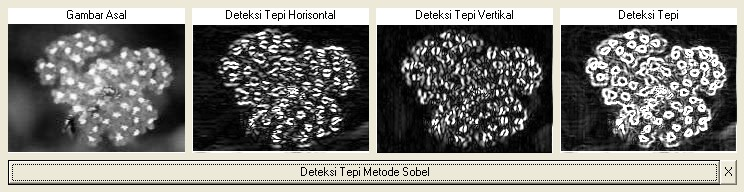 Gambar Asal
Deteksi Tepi Horisontal
Deteksi Tepi Vertikal
Deteksi Tepi
Deteksi Tepi Metode Sobel
X